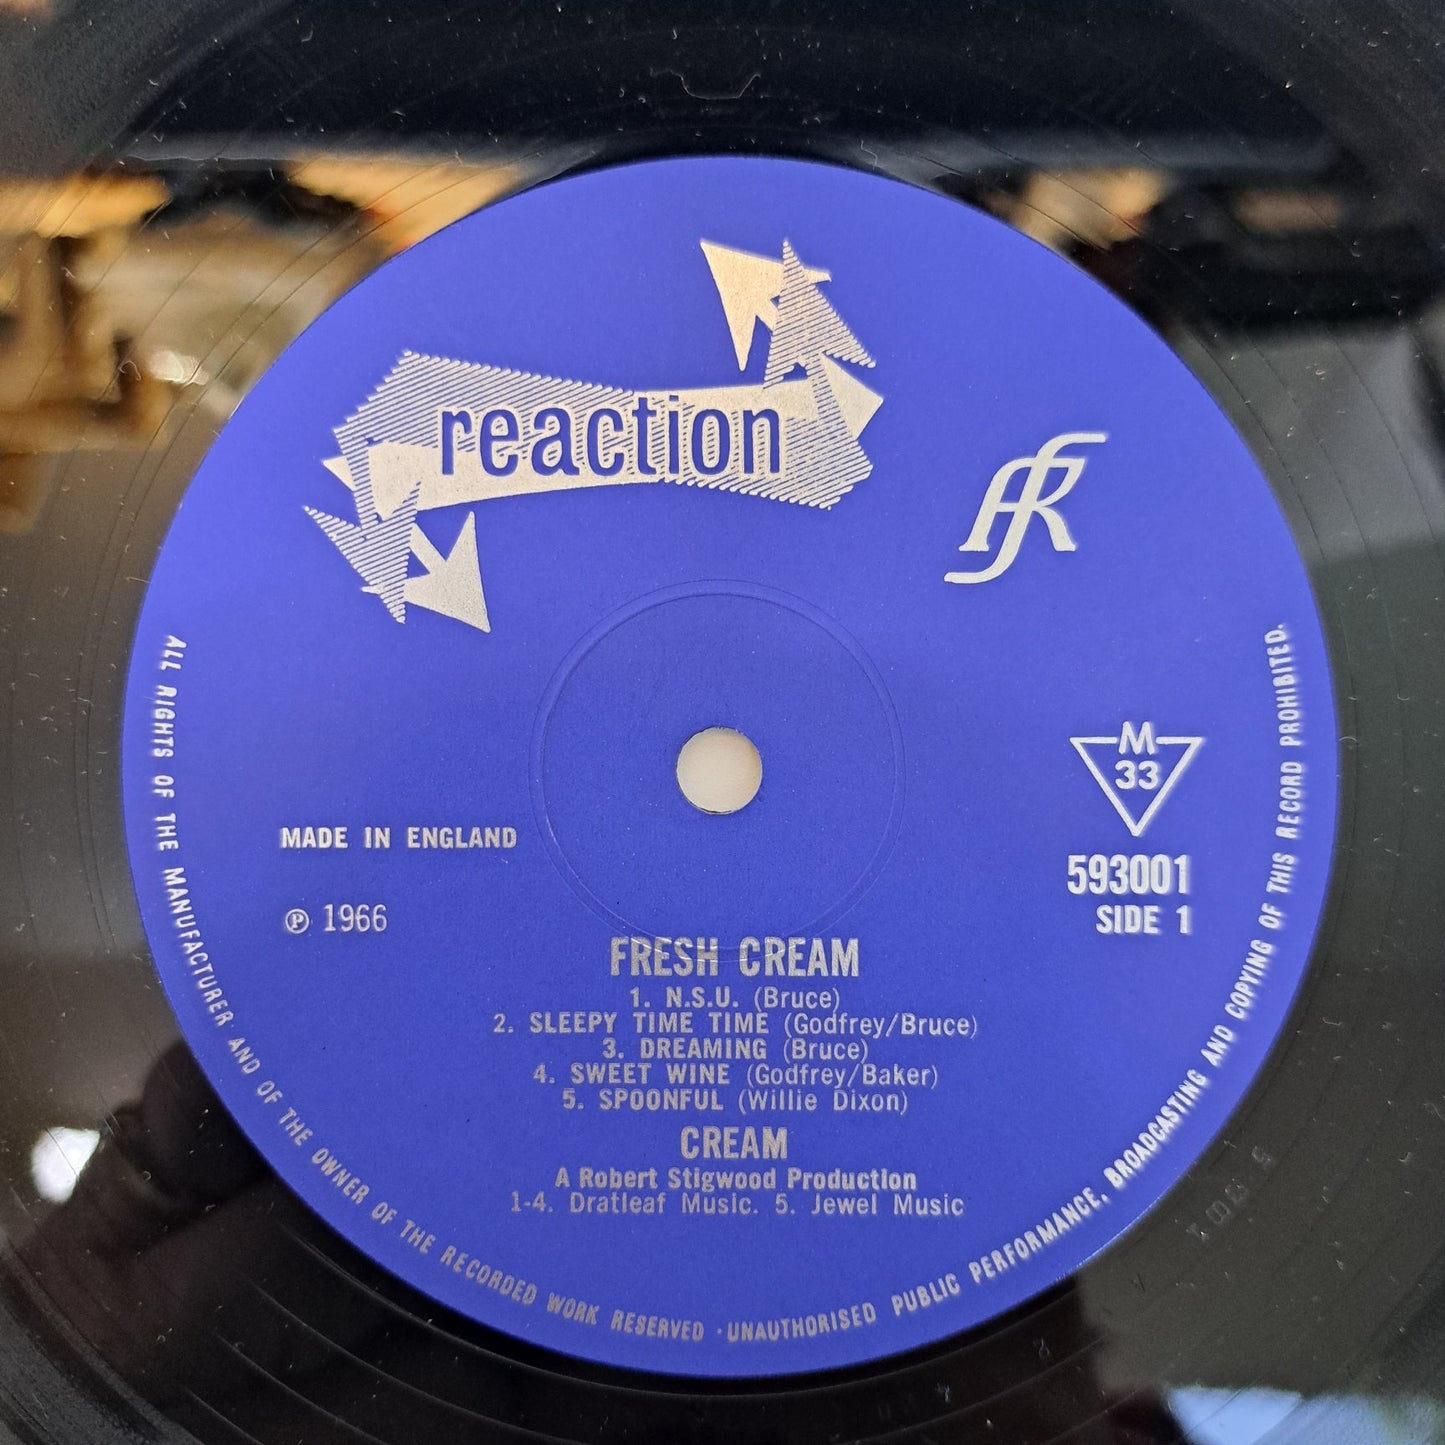 reaction
R
M
33
MADE IN ENGLAND
593001
℗ 1966
SIDE 1
FRESH CREAM
1. N.S.U. (Bruce)
2. SLEEPY TIME TIME (Godfrey/Bruce)
3. DREAMING (Bruce)
4. SWEET WINE (Godfrey/Baker)
5. SPOONFUL (Willie Dixon)
CREAM
A Robert Stigwood Production
1-4. Dratleaf Music. 5. Jewel Music
ALL RIGHTS OF THE MANUFACTURER AND OF THE OWNER OF THE RECORDED WORK RESERVED · UNAUTHORISED PUBLIC PERFORMANCE, BROADCASTING AND COPYING OF THIS RECORD PROHIBITED.